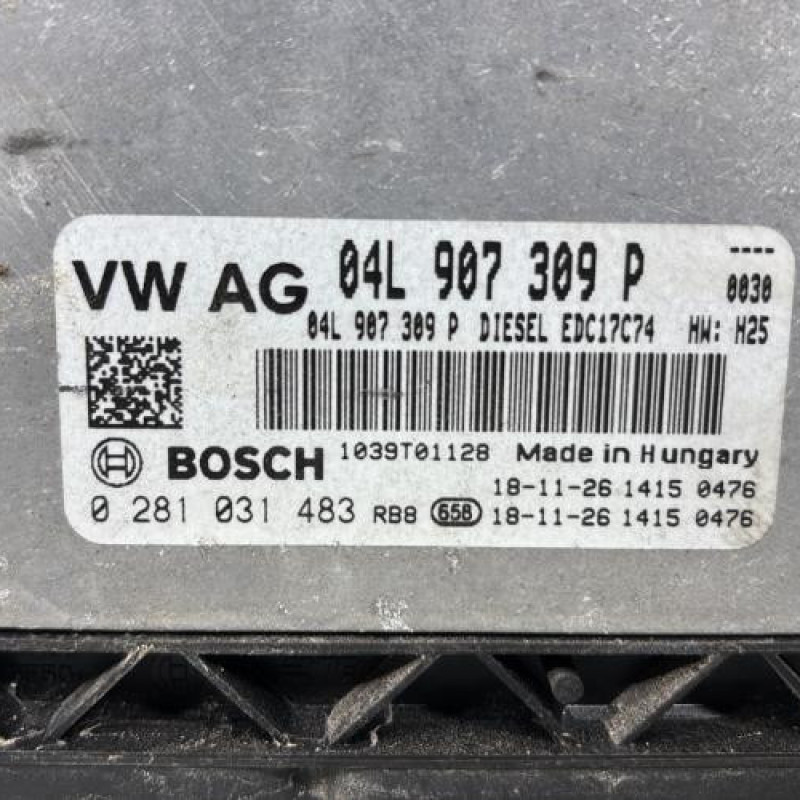 VW AG 04L 907 309 P ----
0030
04L 907 309 P DIESEL EDC17C74 HW: H25
BOSCH 1039T01128 Made in Hungary
18-11-26 1415 0476
0 281 031 483 RB8 658 18-11-26 1415 0476